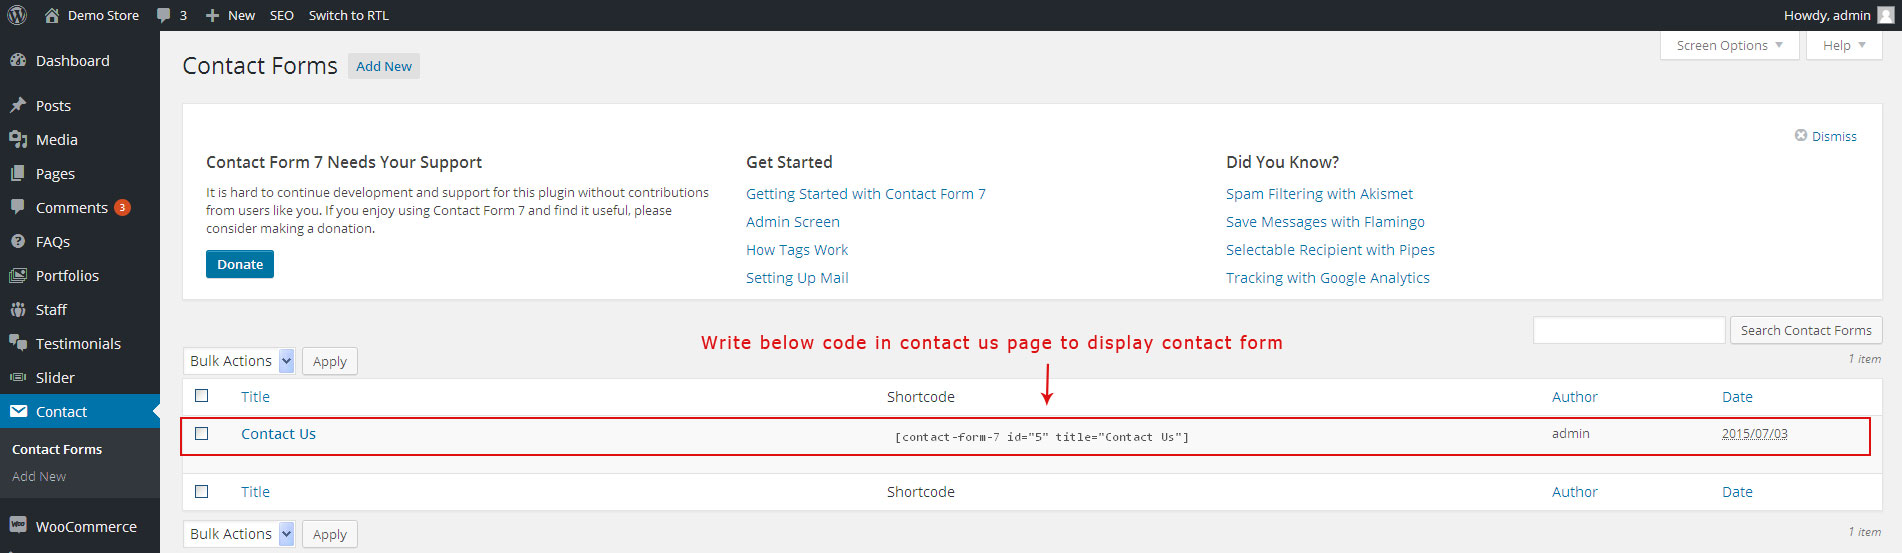 Demo Store 3 New SEO Switch to RTL Howdy, admin
Dashboard
Posts
Media
Pages
Comments 3
FAQs
Portfolios
Staff
Testimonials
Slider
Contact
Contact Forms
Add New
WooCommerce
Screen Options Help
Contact Forms Add New
Dismiss
Contact Form 7 Needs Your Support
It is hard to continue development and support for this plugin without contributions
from users like you. If you enjoy using Contact Form 7 and find it useful, please
consider making a donation.
Donate
Get Started
Getting Started with Contact Form 7
Admin Screen
How Tags Work
Setting Up Mail
Did You Know?
Spam Filtering with Akismet
Save Messages with Flamingo
Selectable Recipient with Pipes
Tracking with Google Analytics
Search Contact Forms
Write below code in contact us page to display contact form
Bulk Actions Apply 1 item
Title Shortcode Author Date
Contact Us [contact-form-7 id="5" title="Contact Us"] admin 2015/07/03
Title Shortcode Author Date
Bulk Actions Apply 1 item